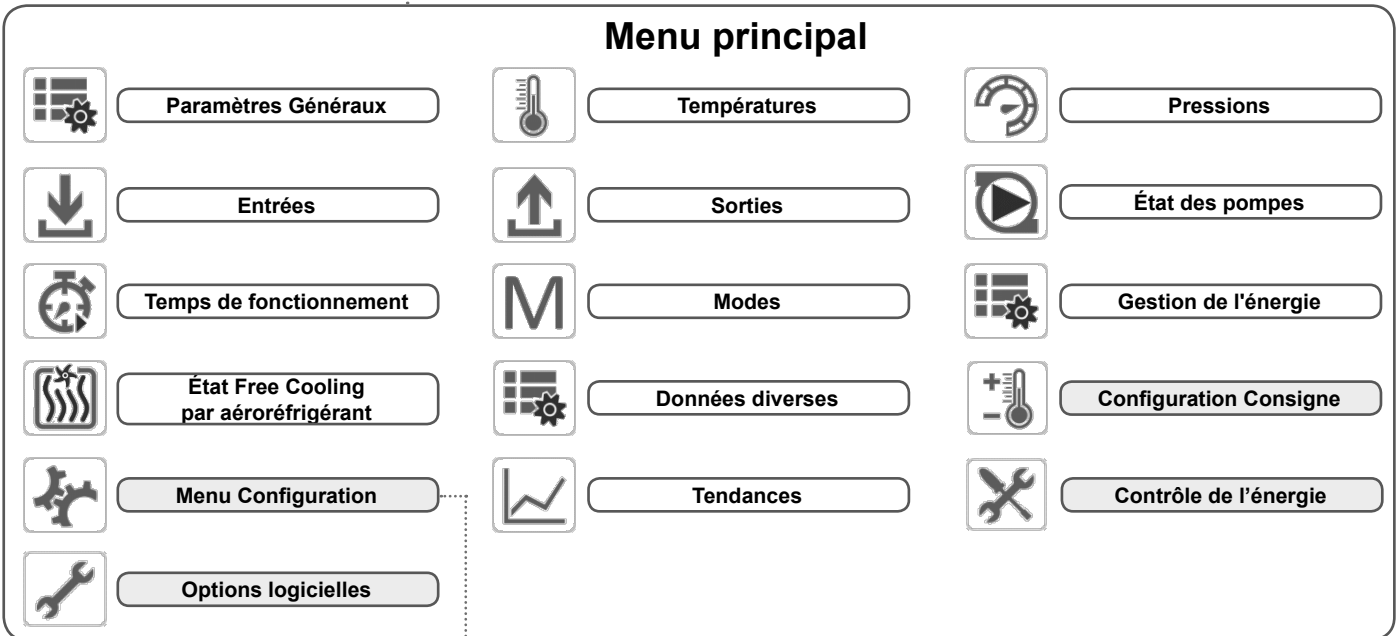 Menu principal
Paramètres Généraux
Températures
Pressions
Entrées
Sorties
État des pompes
Temps de fonctionnement
M
Modes
Gestion de l'énergie
État Free Cooling
par aéroréfrigérant
Données diverses
Configuration Consigne
Menu Configuration
Tendances
Contrôle de l’énergie
Options logicielles